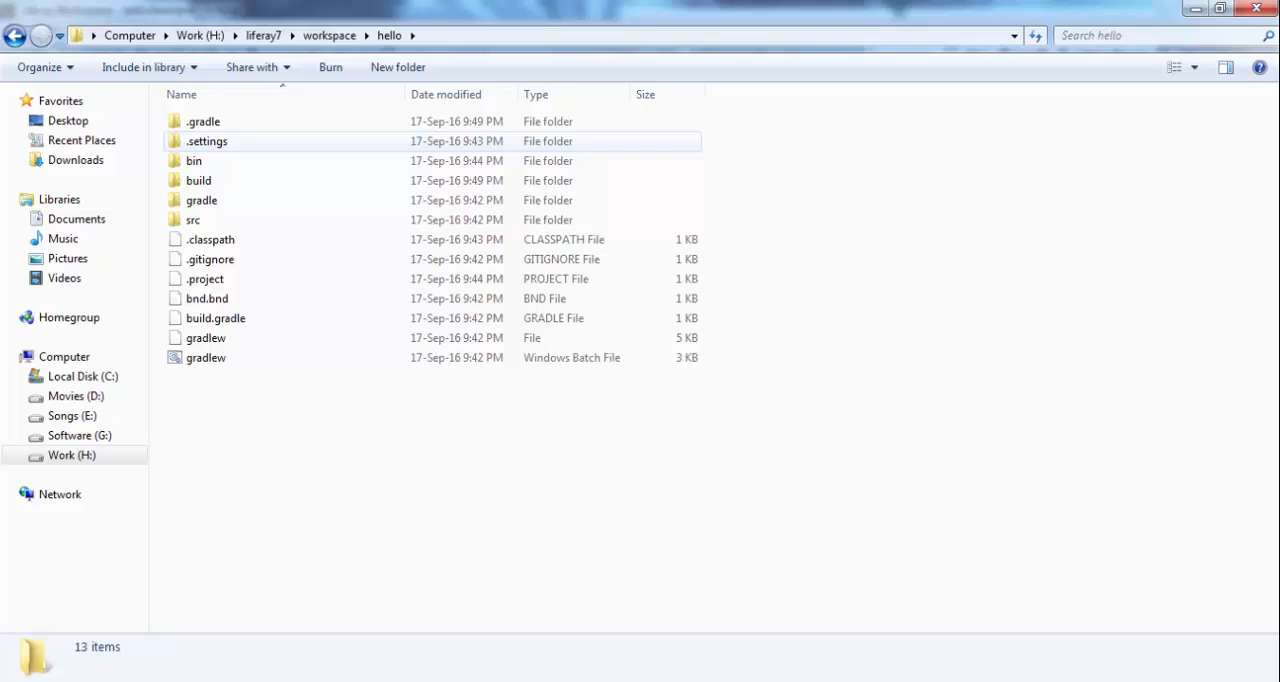 Computer Work (H:) liferay7 workspace hello Search hello
Organize Include in library Share with Burn New folder
Name Date modified Type Size
Favorites
Desktop
Recent Places
Downloads
Libraries
Documents
Music
Pictures
Videos
Homegroup
Computer
Local Disk (C:)
Movies (D:)
Songs (E:)
Software (G:)
Work (H:)
Network
.gradle 17-Sep-16 9:49 PM File folder
.settings 17-Sep-16 9:43 PM File folder
bin 17-Sep-16 9:44 PM File folder
build 17-Sep-16 9:49 PM File folder
gradle 17-Sep-16 9:42 PM File folder
src 17-Sep-16 9:42 PM File folder
.classpath 17-Sep-16 9:43 PM CLASSPATH File 1 KB
.gitignore 17-Sep-16 9:42 PM GITIGNORE File 1 KB
.project 17-Sep-16 9:44 PM PROJECT File 1 KB
bnd.bnd 17-Sep-16 9:42 PM BND File 1 KB
build.gradle 17-Sep-16 9:42 PM GRADLE File 1 KB
gradlew 17-Sep-16 9:42 PM File 5 KB
gradlew 17-Sep-16 9:42 PM Windows Batch File 3 KB
13 items